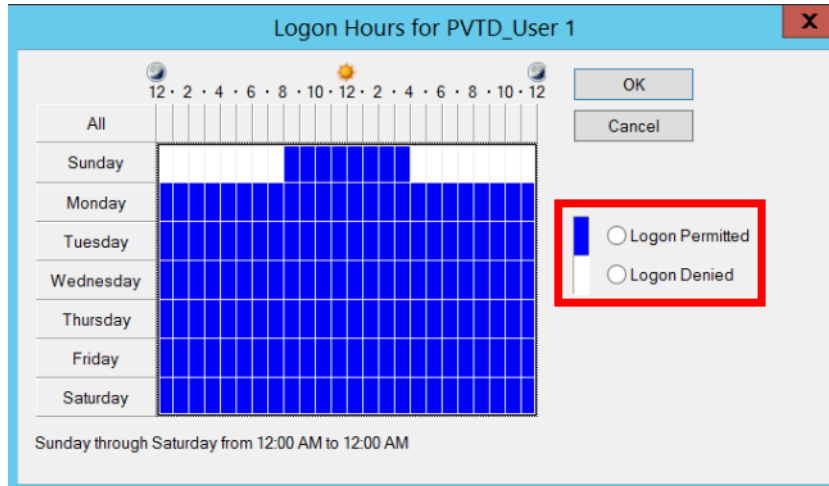 Logon Hours for PVTD_User 1
X
12 · 2 · 4 · 6 · 8 · 10 · 12 · 2 · 4 · 6 · 8 · 10 · 12
OK
All
Cancel
Sunday
Monday
Tuesday
Logon Permitted
Wednesday
Logon Denied
Thursday
Friday
Saturday
Sunday through Saturday from 12:00 AM to 12:00 AM